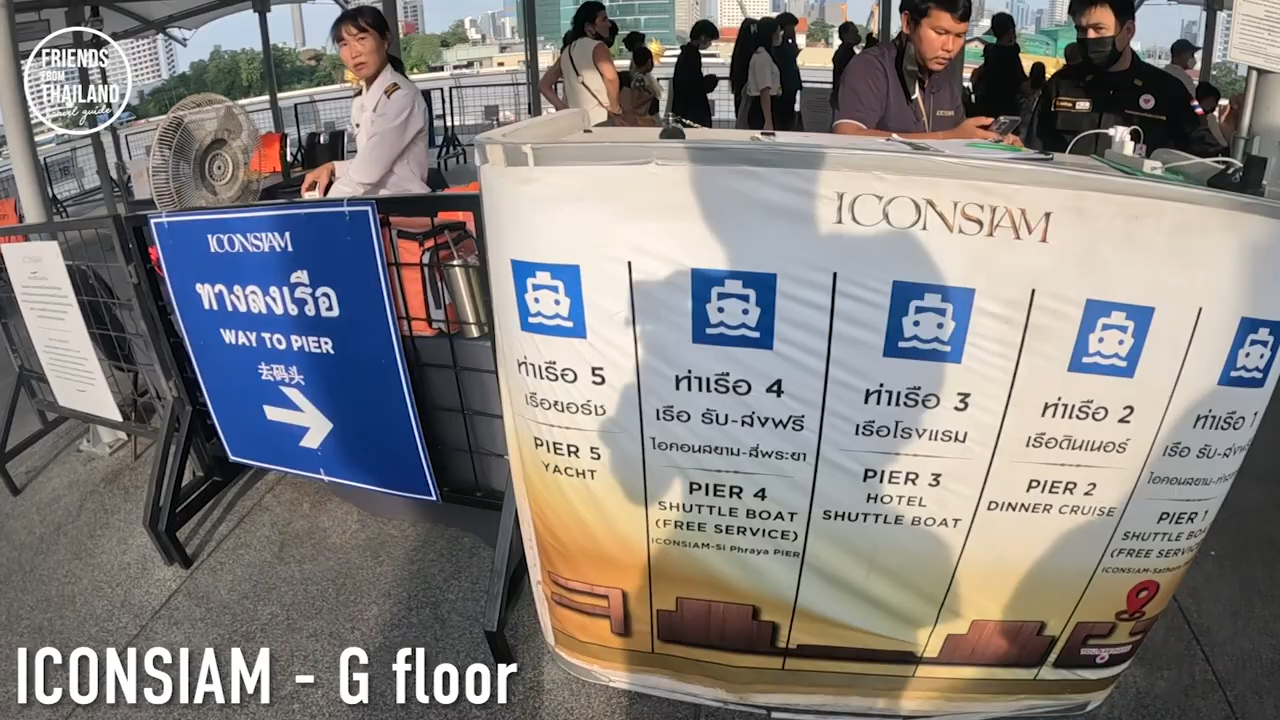 FRIENDS
FROM
THAILAND
travel guide
ICONSIAM
ทางลงเรือ
WAY TO PIER
去码头
ICONSIAM
ท่าเรือ 5
เรือยอร์ช
PIER 5
YACHT
ท่าเรือ 4
เรือ รับ-ส่งฟรี
ไอคอนสยาม-สี่พระยา
PIER 4
SHUTTLE BOAT
(FREE SERVICE)
ICONSIAM-Si Phraya PIER
ท่าเรือ 3
เรือโรงแรม
PIER 3
HOTEL
SHUTTLE BOAT
ท่าเรือ 2
เรือดินเนอร์
PIER 2
DINNER CRUISE
ท่าเรือ 1
เรือ
PIER 1
SHUTTLE
(FREE
ICONSIAM - G floor